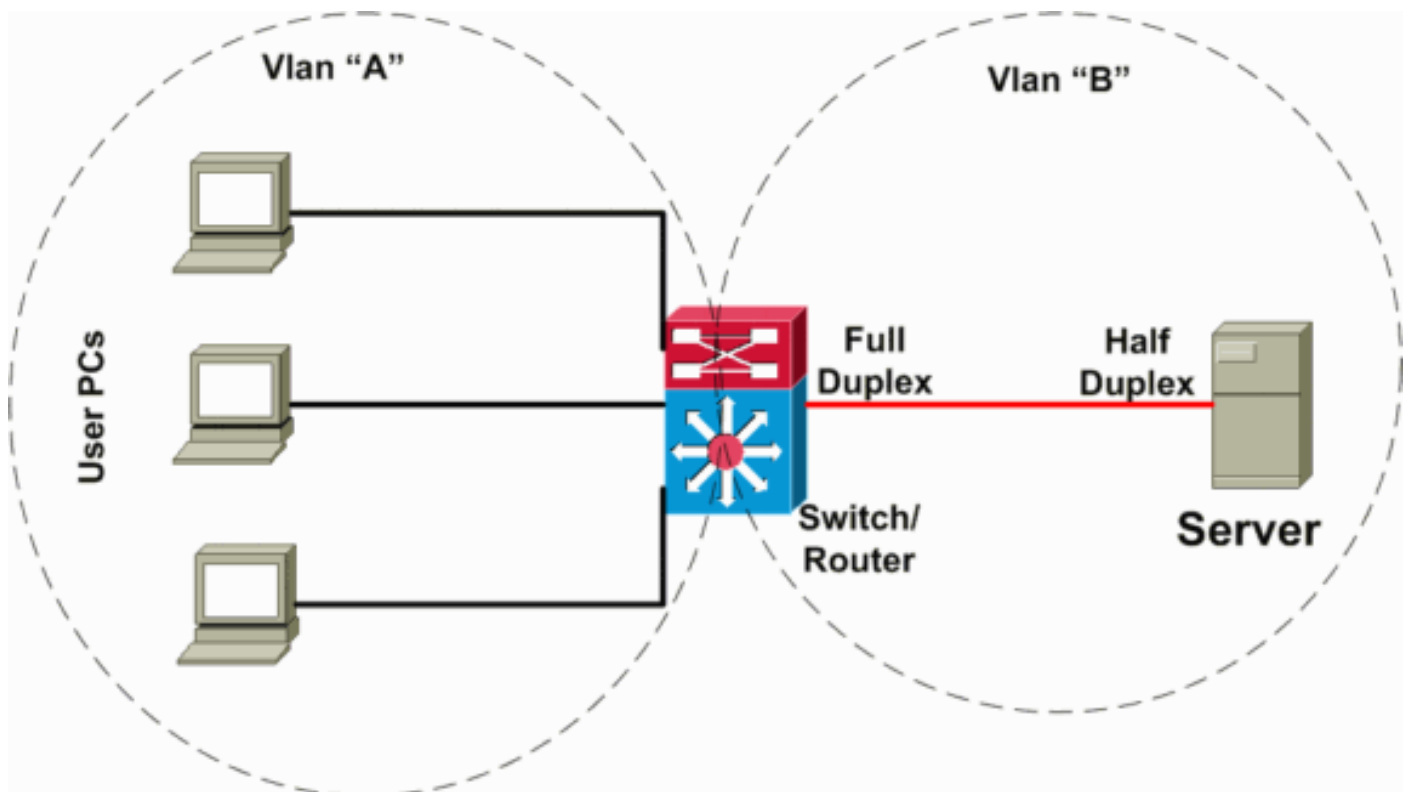 Vlan “A”
Vlan “B”
User PCs
Full
Duplex
Half
Duplex
Switch/
Router
Server